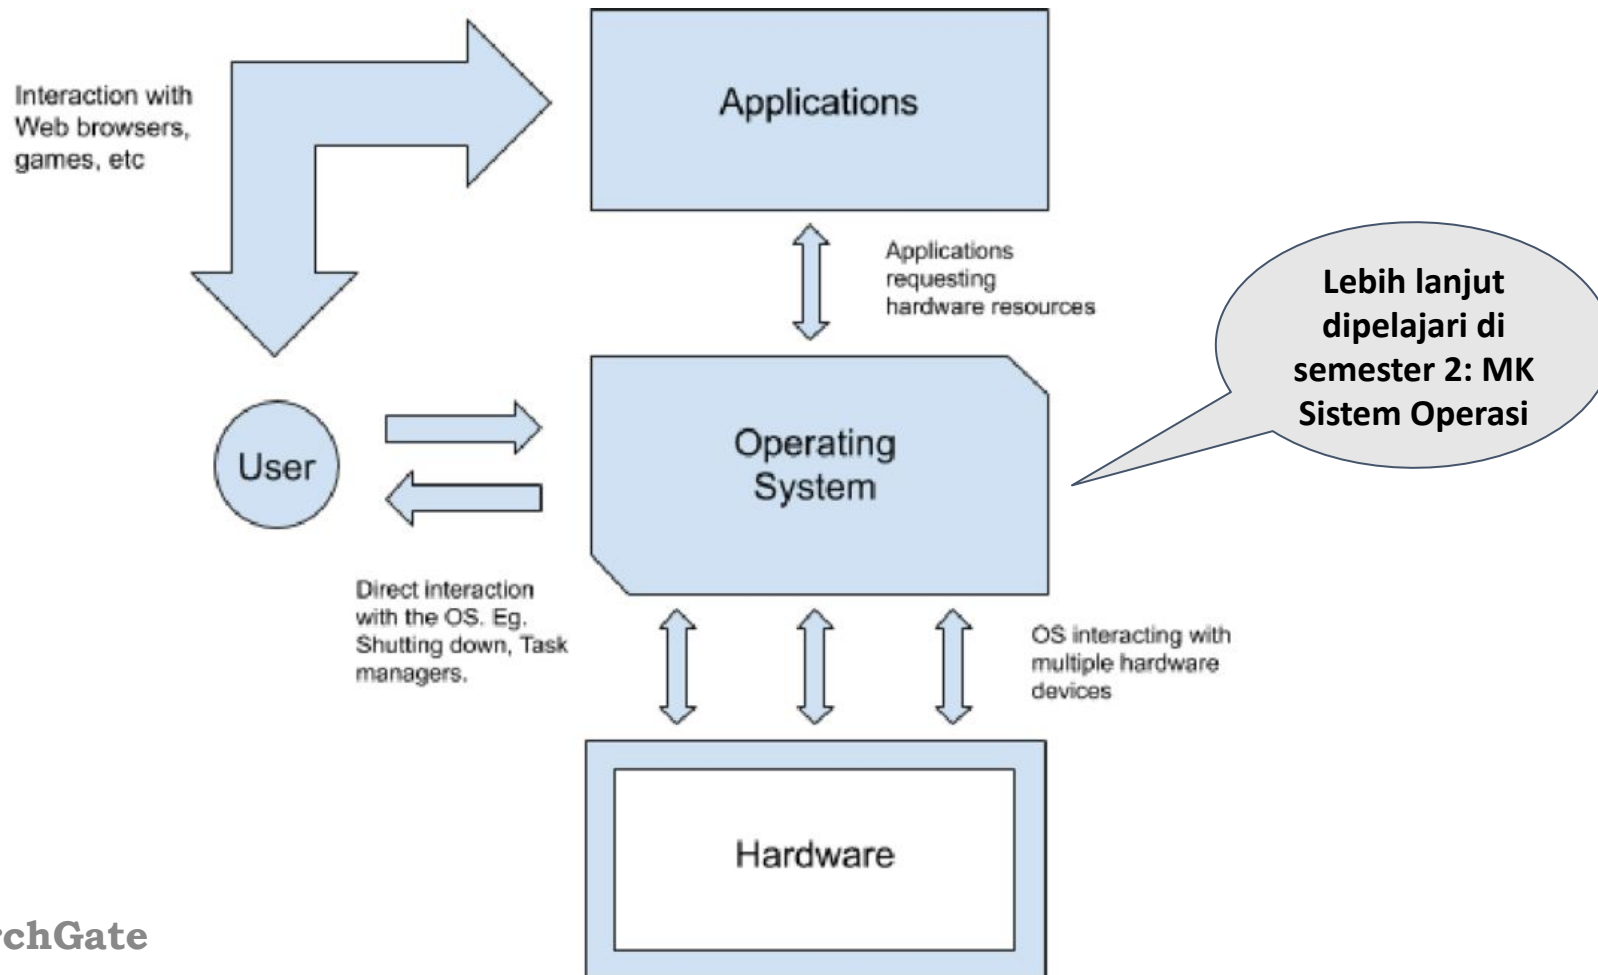 Interaction with
Web browsers,
games, etc
Applications
Applications
requesting
hardware resources
Lebih lanjut
dipelajari di
semester 2: MK
Sistem Operasi
User
Operating
System
Direct interaction
with the OS. Eg.
Shutting down, Task
managers.
OS interacting with
multiple hardware
devices
Hardware
rchGate